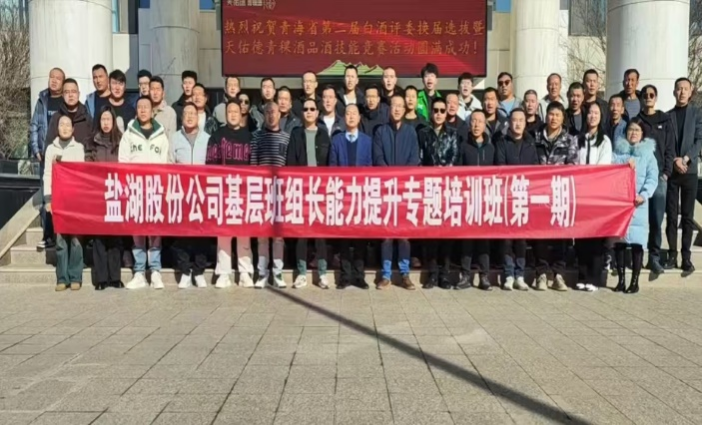 热烈祝贺青海省第二届白酒评委换届选拔暨
天佑德青稞酒品酒技能竞赛活动圆满成功！
盐湖股份公司基层班组长能力提升专题培训班(第一期)